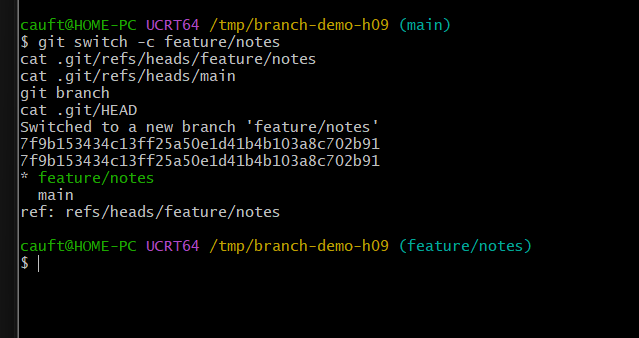 cauft@HOME-PC UCRT64 /tmp/branch-demo-h09 (main)
$ git switch -c feature/notes
cat .git/refs/heads/feature/notes
cat .git/refs/heads/main
git branch
cat .git/HEAD
Switched to a new branch 'feature/notes'
7f9b153434c13ff25a50e1d41b4b103a8c702b91
7f9b153434c13ff25a50e1d41b4b103a8c702b91
* feature/notes
  main
ref: refs/heads/feature/notes
cauft@HOME-PC UCRT64 /tmp/branch-demo-h09 (feature/notes)
$